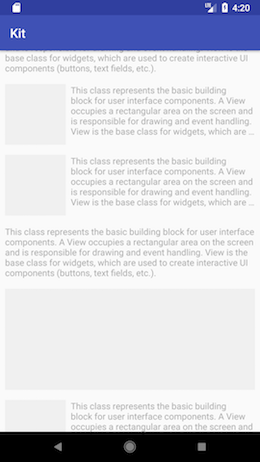 4:20
Kit
base class for widgets, which are used to create interactive UI
components (buttons, text fields, etc.).
This class represents the basic building
block for user interface components. A View
occupies a rectangular area on the screen and
is responsible for drawing and event handling.
View is the base class for widgets, which are …
This class represents the basic building
block for user interface components. A View
occupies a rectangular area on the screen and
is responsible for drawing and event handling.
View is the base class for widgets, which are …
This class represents the basic building block for user interface
components. A View occupies a rectangular area on the screen
and is responsible for drawing and event handling. View is the
base class for widgets, which are used to create interactive UI
components (buttons, text fields, etc.).
This class represents the basic building
block for user interface components. A View
occupies a rectangular area on the screen and